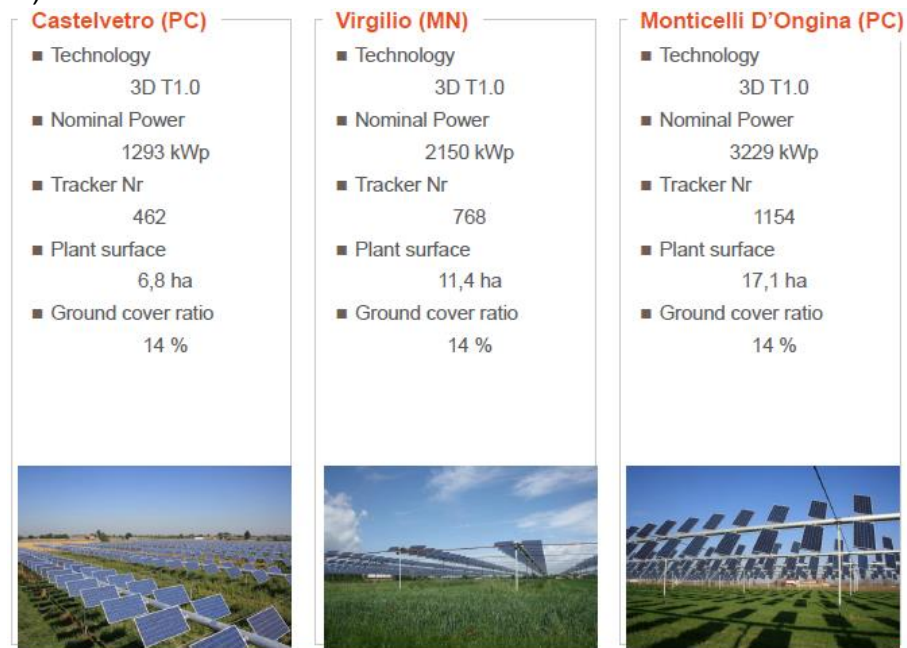 Castelvetro (PC)
■ Technology
3D T1.0
■ Nominal Power
1293 kWp
■ Tracker Nr
462
■ Plant surface
6,8 ha
■ Ground cover ratio
14 %
Virgilio (MN)
■ Technology
3D T1.0
■ Nominal Power
2150 kWp
■ Tracker Nr
768
■ Plant surface
11,4 ha
■ Ground cover ratio
14 %
Monticelli D'Ongina (PC)
■ Technology
3D T1.0
■ Nominal Power
3229 kWp
■ Tracker Nr
1154
■ Plant surface
17,1 ha
■ Ground cover ratio
14 %